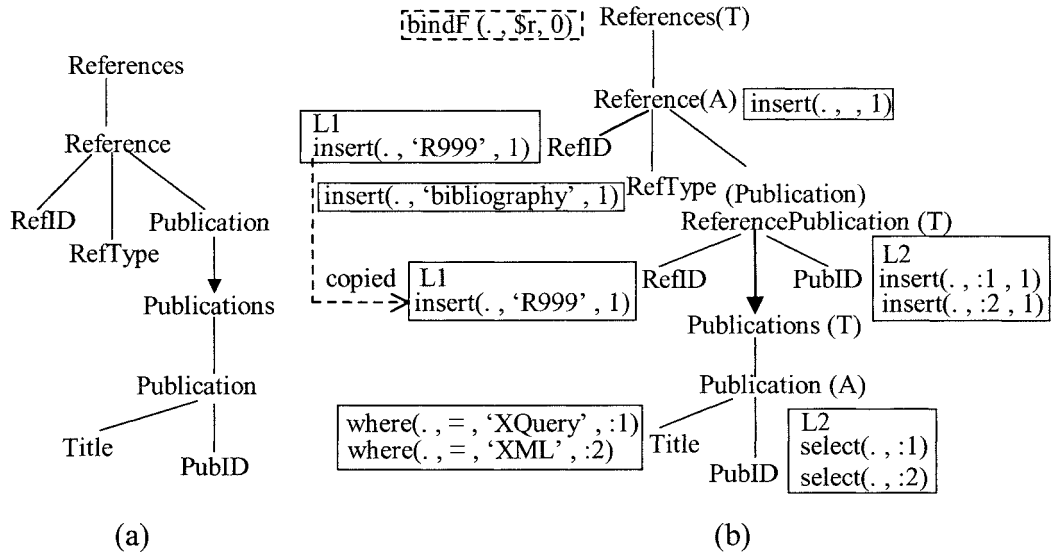 References
Reference
RefID
RefType
Publication
Publications
Publication
Title
PubID
(a)
bindF (. , $r, 0)
References(T)
Reference(A)
insert(. , _ , 1)
L1
insert(. , ‘R999’ , 1)
RefID
insert(. , ‘bibliography’ , 1)
RefType
(Publication)
ReferencePublication (T)
copied
L1
insert(. , ‘R999’ , 1)
RefID
PubID
L2
insert(. , :1 , 1)
insert(. , :2 , 1)
Publications (T)
Publication (A)
where(. , = , ‘XQuery’ , :1)
where(. , = , ‘XML’ , :2)
Title
PubID
L2
select(. , :1)
select(. , :2)
(b)